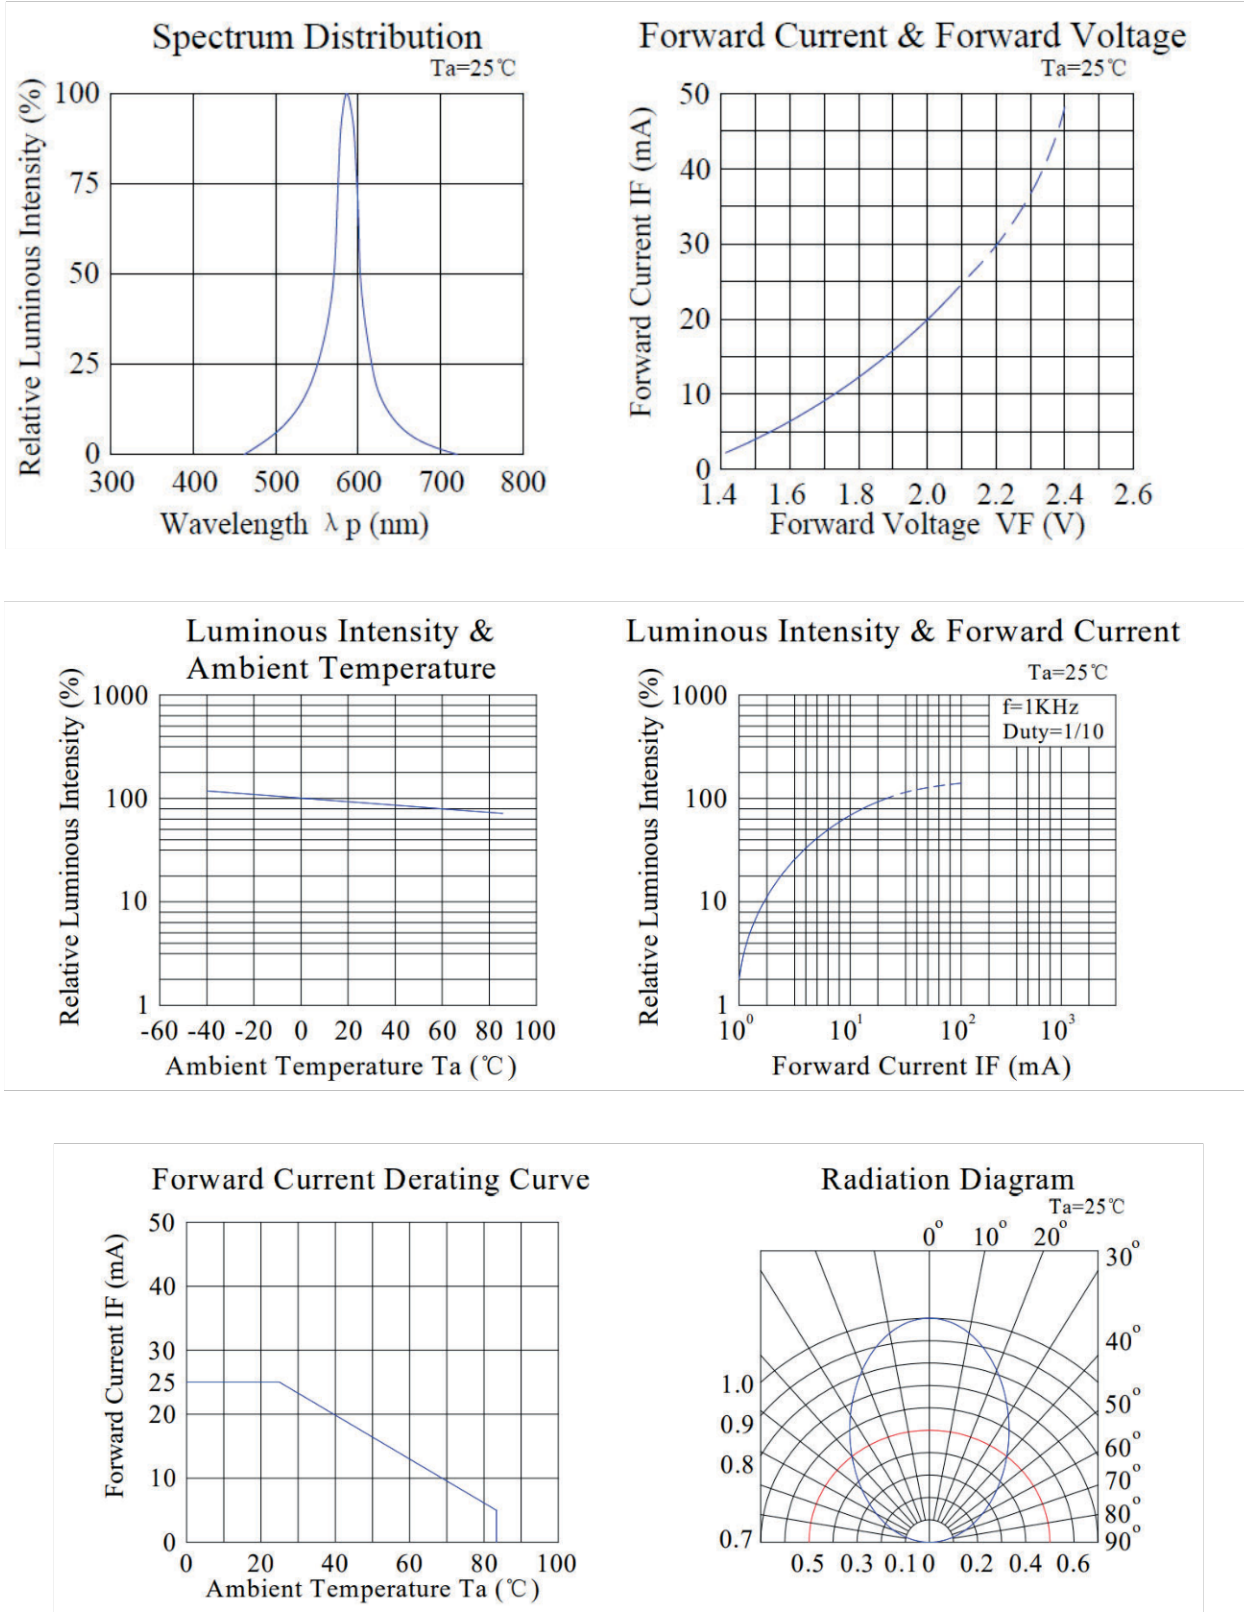 Spectrum Distribution
Ta=25℃
Relative Luminous Intensity (%)
100
75
50
25
0
300 400 500 600 700 800
Wavelength λ p (nm)
Forward Current & Forward Voltage
Ta=25℃
Forward Current IF (mA)
50
40
30
20
10
0
1.4 1.6 1.8 2.0 2.2 2.4 2.6
Forward Voltage VF (V)
Luminous Intensity &
Ambient Temperature
Relative Luminous Intensity (%)
1000
100
10
1
-60 -40 -20 0 20 40 60 80 100
Ambient Temperature Ta (℃)
Luminous Intensity & Forward Current
Ta=25℃
f=1KHz
Duty=1/10
Relative Luminous Intensity (%)
1000
100
10
1
10⁰ 10¹ 10² 10³
Forward Current IF (mA)
Forward Current Derating Curve
Forward Current IF (mA)
50
40
30
25
20
10
0
0 20 40 60 80 100
Ambient Temperature Ta (℃)
Radiation Diagram
Ta=25℃
0° 10° 20°
30°
40°
50°
60°
70°
80°
90°
1.0
0.9
0.8
0.7
0.5 0.3 0.1 0 0.2 0.4 0.6